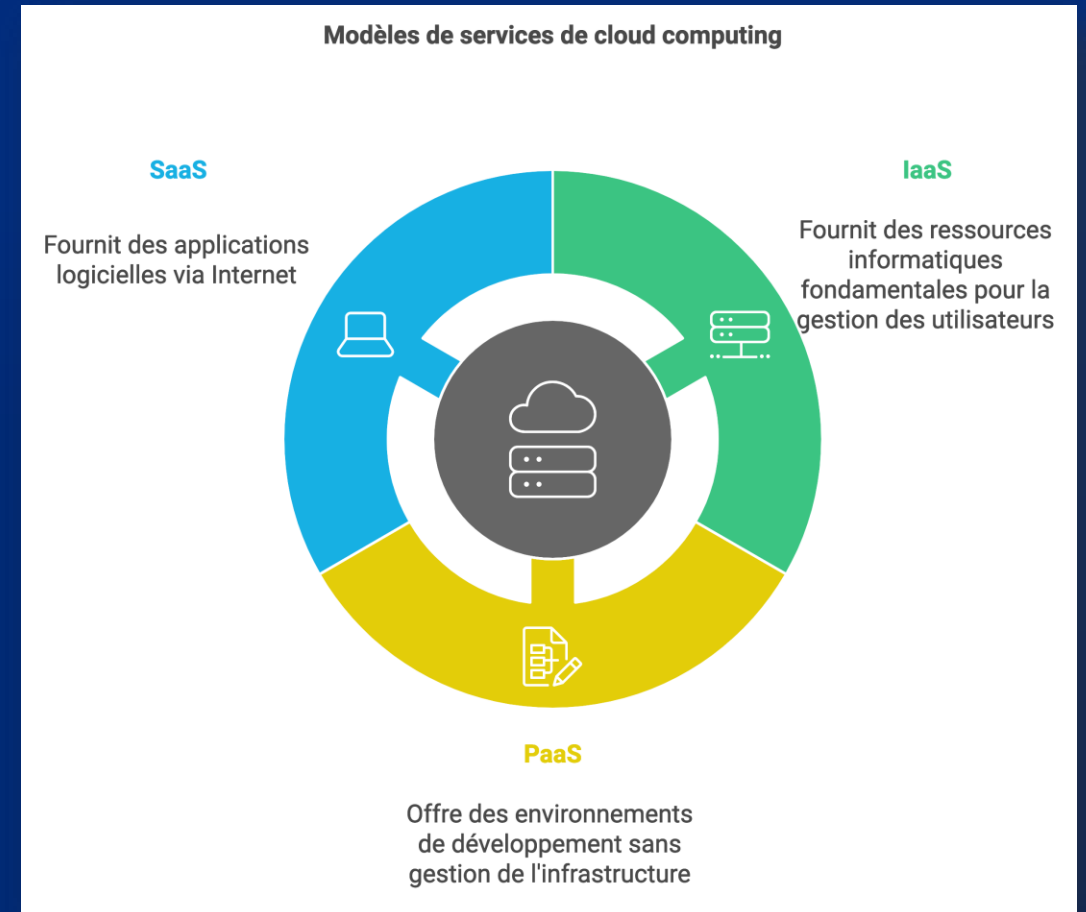 Modèles de services de cloud computing
SaaS
Fournit des applications
logicielles via Internet
IaaS
Fournit des ressources
informatiques
fondamentales pour la
gestion des utilisateurs
PaaS
Offre des environnements
de développement sans
gestion de l'infrastructure